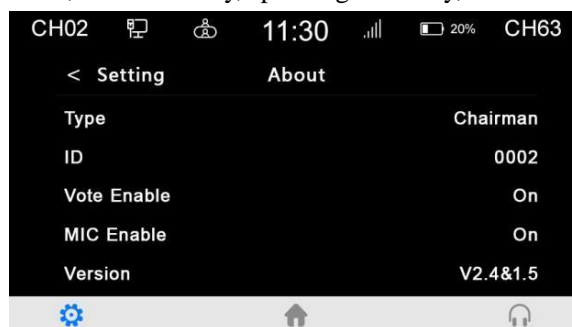 CH02 11:30 20% CH63
< Setting About
Type Chairman
ID 0002
Vote Enable On
MIC Enable On
Version V2.4&1.5